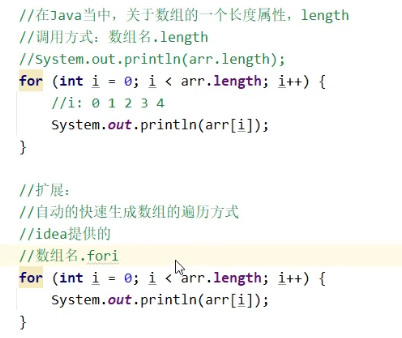 //在Java当中，关于数组的一个长度属性，length
//调用方式：数组名.length
//System.out.println(arr.length);
for (int i = 0; i < arr.length; i++) {
//i: 0 1 2 3 4
System.out.println(arr[i]);
}
//扩展：
//自动的快速生成数组的遍历方式
//idea提供的
//数组名.fori
for (int i = 0; i < arr.length; i++) {
System.out.println(arr[i]);
}